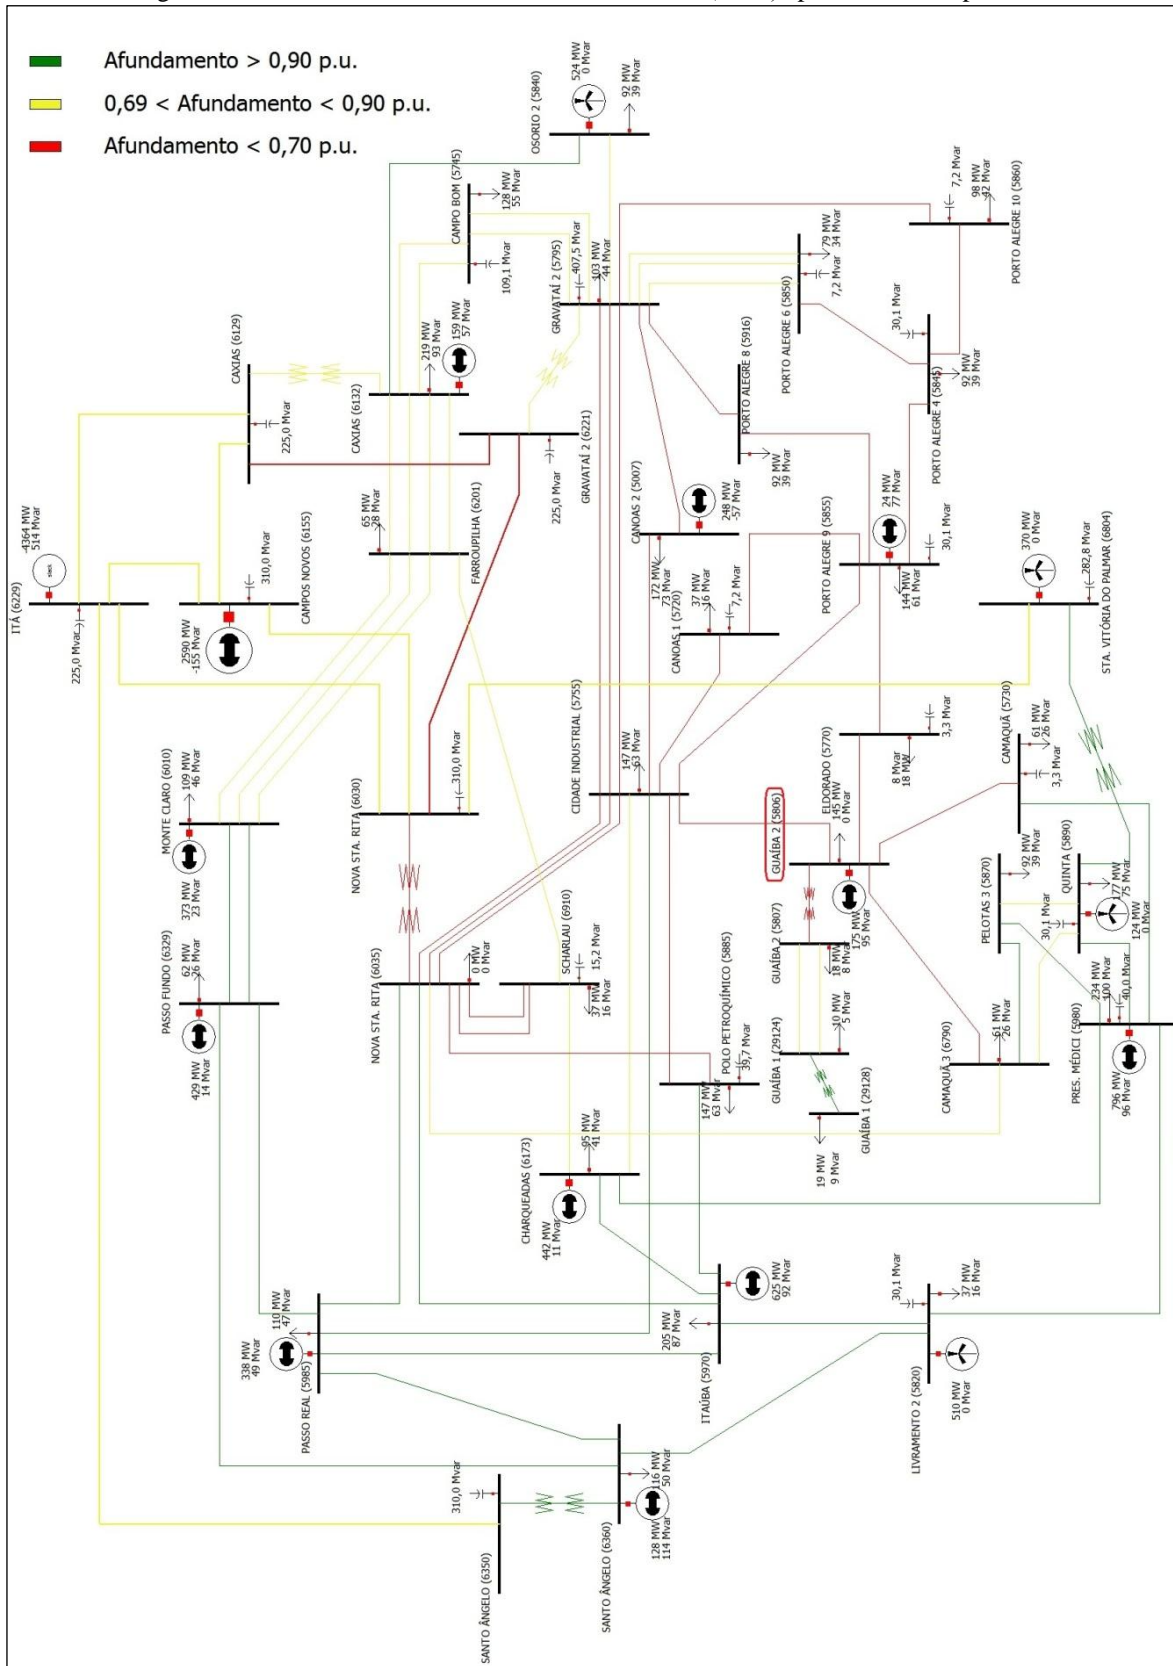 Afundamento > 0,90 p.u.
0,69 < Afundamento < 0,90 p.u.
Afundamento < 0,70 p.u.
OSORIO 2 (5840)
524 MW
0 Mvar
92 MW
39 Mvar
CAMPO BOM (5745)
128 MW
55 Mvar
109,1 Mvar
GRAVATAÍ 2 (5795)
407,5 Mvar
103 MW
44 Mvar
PORTO ALEGRE 10 (5860)
7,2 Mvar
98 MW
42 Mvar
PORTO ALEGRE 6 (5850)
79 MW
34 Mvar
7,2 Mvar
PORTO ALEGRE 4 (5845)
30,1 Mvar
92 MW
39 Mvar
PORTO ALEGRE 8 (5916)
92 MW
39 Mvar
CAXIAS (6129)
225,0 Mvar
CAXIAS (6132)
219 MW
93 Mvar
159 MW
57 Mvar
GRAVATAÍ 2 (6221)
225,0 Mvar
CANOAS 2 (5007)
248 MW
-57 Mvar
172 MW
73 Mvar
PORTO ALEGRE 9 (5855)
24 MW
77 Mvar
144 MW
61 Mvar
30,1 Mvar
FARROUPILHA (6201)
65 MW
28 Mvar
ITÁ (6229)
-4364 MW
514 Mvar
slack
225,0 Mvar
CAMPOS NOVOS (6155)
310,0 Mvar
2590 MW
-155 Mvar
CANOAS 1 (5720)
37 MW
16 Mvar
7,2 Mvar
STA. VITÓRIA DO PALMAR (6804)
370 MW
0 Mvar
282,8 Mvar
MONTE CLARO (6010)
109 MW
46 Mvar
373 MW
23 Mvar
NOVA STA. RITA (6030)
310,0 Mvar
CIDADE INDUSTRIAL (5755)
147 MW
63 Mvar
ELDORADO (5770)
8 Mvar
18 MW
3,3 Mvar
CAMAQUÃ (5730)
61 MW
26 Mvar
3,3 Mvar
GUAÍBA 2 (5806)
145 MW
0 Mvar
175 MW
95 Mvar
PASSO FUNDO (6329)
62 MW
26 Mvar
429 MW
14 Mvar
NOVA STA. RITA (6035)
0 MW
0 Mvar
SCHARLAU (6910)
15,2 Mvar
37 MW
16 Mvar
GUAÍBA 2 (5807)
18 MW
8 Mvar
PELOTAS 3 (5870)
92 MW
39 Mvar
QUINTA (5890)
177 MW
75 Mvar
30,1 Mvar
124 MW
0 Mvar
POLO PETROQUÍMICO (5885)
39,7 Mvar
147 MW
63 Mvar
GUAÍBA 1 (29124)
10 MW
5 Mvar
GUAÍBA 1 (29128)
19 MW
9 Mvar
CAMAQUÃ 3 (6790)
61 MW
26 Mvar
PRES. MÉDICI (5980)
234 MW
100 Mvar
40,0 Mvar
796 MW
96 Mvar
CHARQUEADAS (6173)
95 MW
41 Mvar
442 MW
11 Mvar
PASSO REAL (5985)
110 MW
47 Mvar
338 MW
49 Mvar
ITAÚBA (5970)
205 MW
87 Mvar
625 MW
92 Mvar
LIVRAMENTO 2 (5820)
30,1 Mvar
37 MW
16 Mvar
510 MW
0 Mvar
SANTO ÂNGELO (6350)
310,0 Mvar
SANTO ÂNGELO (6360)
116 MW
50 Mvar
128 MW
114 Mvar